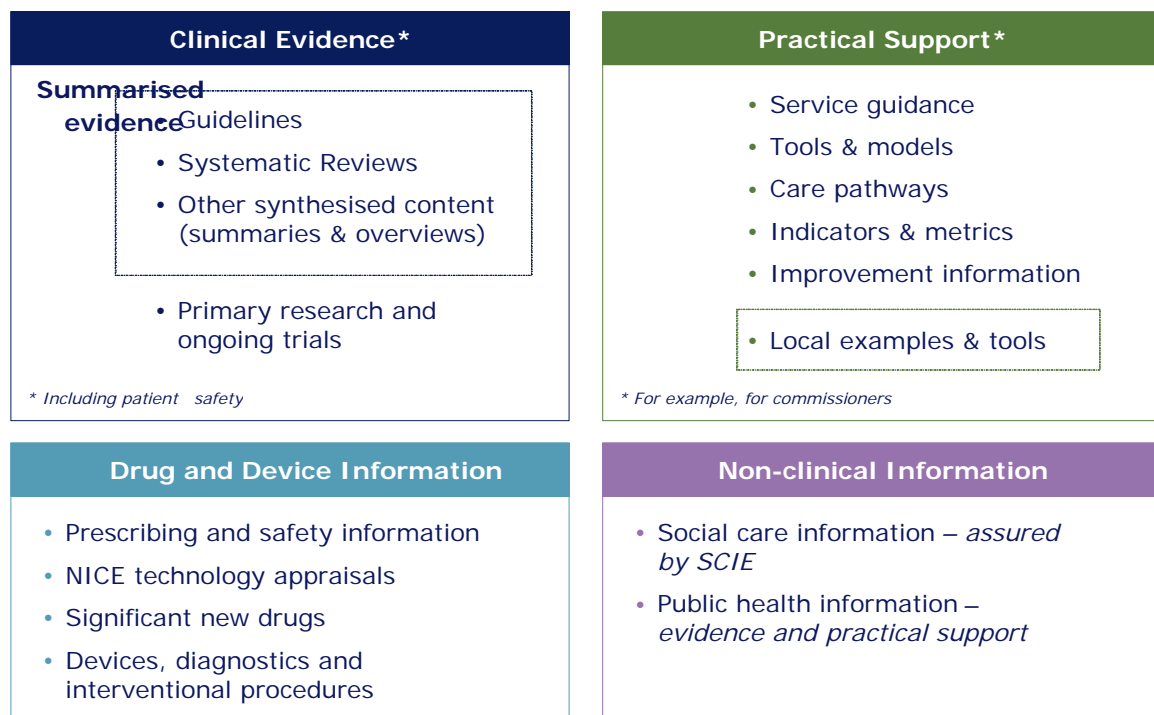 Clinical Evidence*
Summarised
evidence
• Guidelines
• Systematic Reviews
• Other synthesised content
(summaries & overviews)
• Primary research and
ongoing trials
* Including patient safety
Practical Support*
• Service guidance
• Tools & models
• Care pathways
• Indicators & metrics
• Improvement information
• Local examples & tools
* For example, for commissioners
Drug and Device Information
• Prescribing and safety information
• NICE technology appraisals
• Significant new drugs
• Devices, diagnostics and
interventional procedures
Non-clinical Information
• Social care information – assured
by SCIE
• Public health information –
evidence and practical support